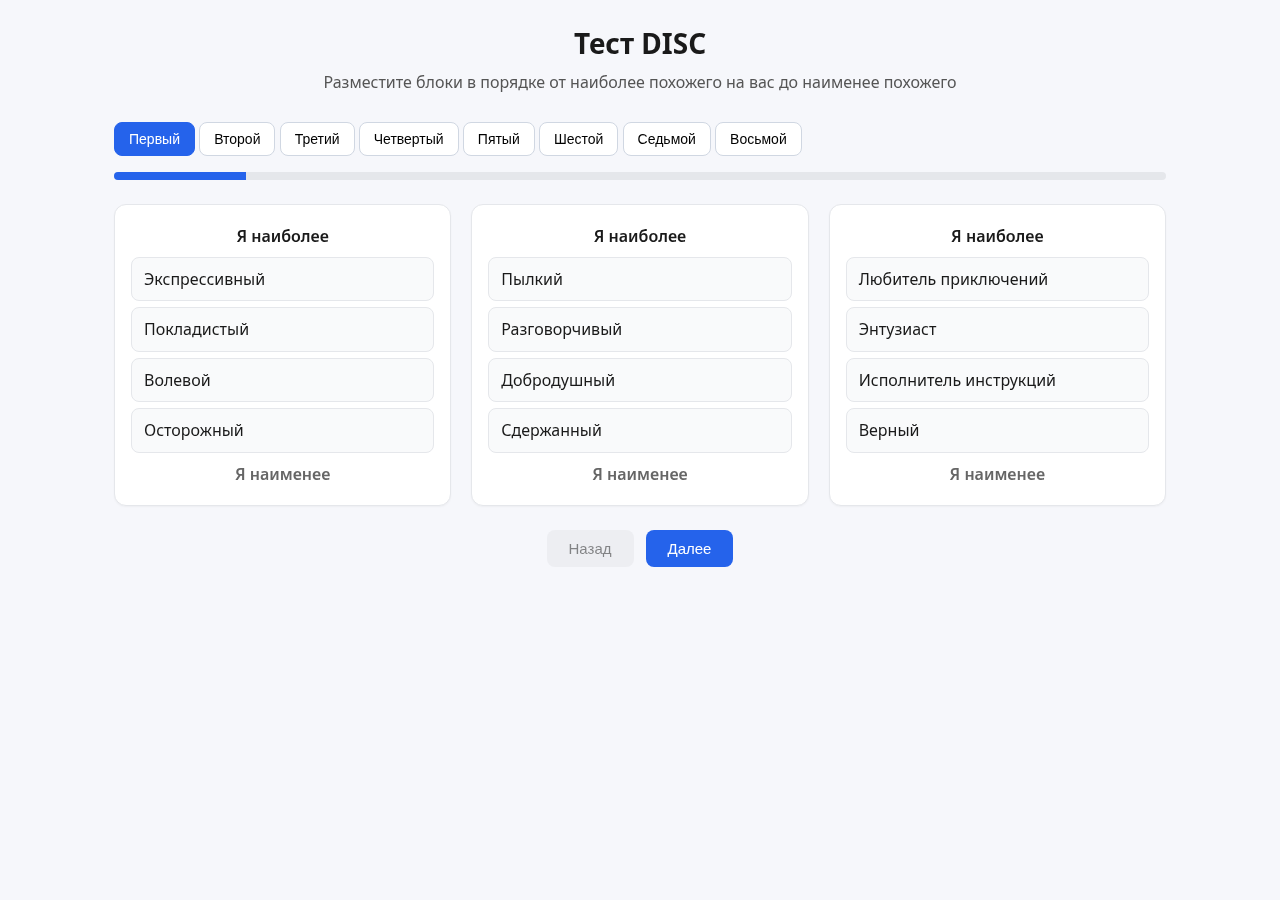 Тест DISC
Разместите блоки в порядке от наиболее похожего на вас до наименее похожего
Первый
Второй
Третий
Четвертый
Пятый
Шестой
Седьмой
Восьмой
Я наиболее
Экспрессивный
Покладистый
Волевой
Осторожный
Я наименее
Я наиболее
Пылкий
Разговорчивый
Добродушный
Сдержанный
Я наименее
Я наиболее
Любитель приключений
Энтузиаст
Исполнитель инструкций
Верный
Я наименее
Назад
Далее